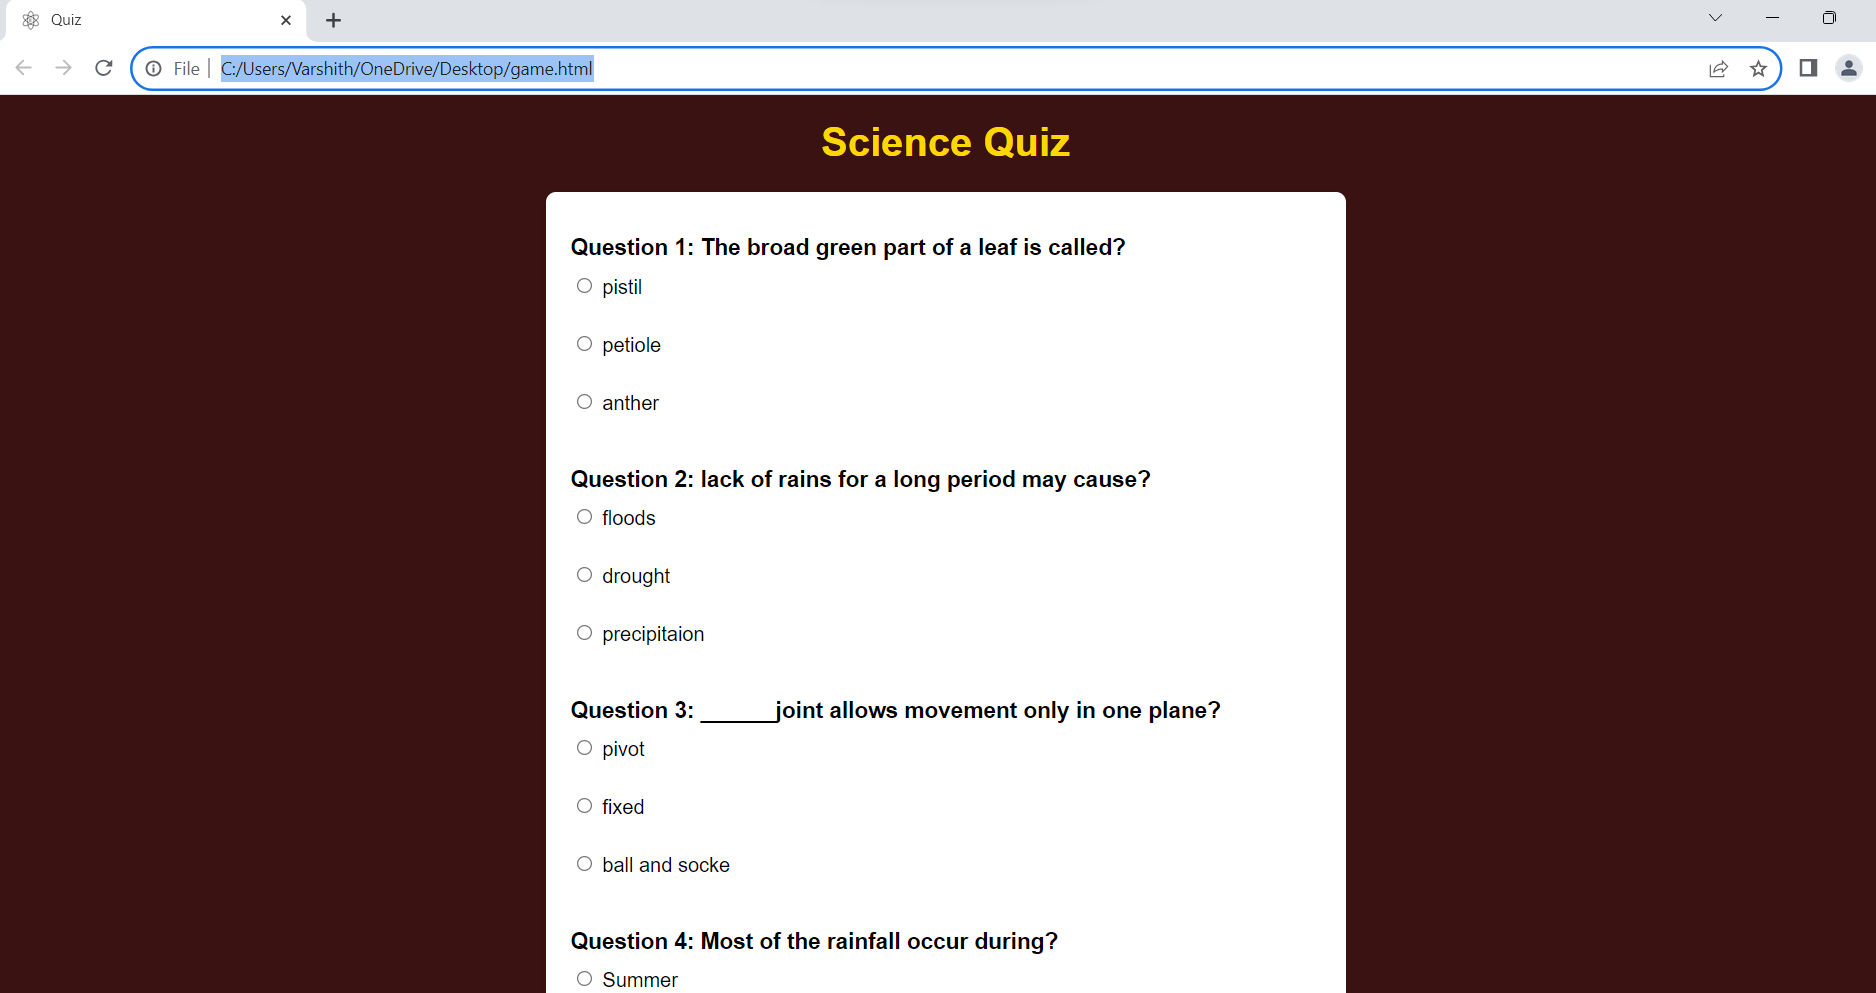 Quiz
File
C:/Users/Varshith/OneDrive/Desktop/game.html
Science Quiz
Question 1: The broad green part of a leaf is called?
pistil
petiole
anther
Question 2: lack of rains for a long period may cause?
floods
drought
precipitaion
Question 3: ______joint allows movement only in one plane?
pivot
fixed
ball and socke
Question 4: Most of the rainfall occur during?
Summer